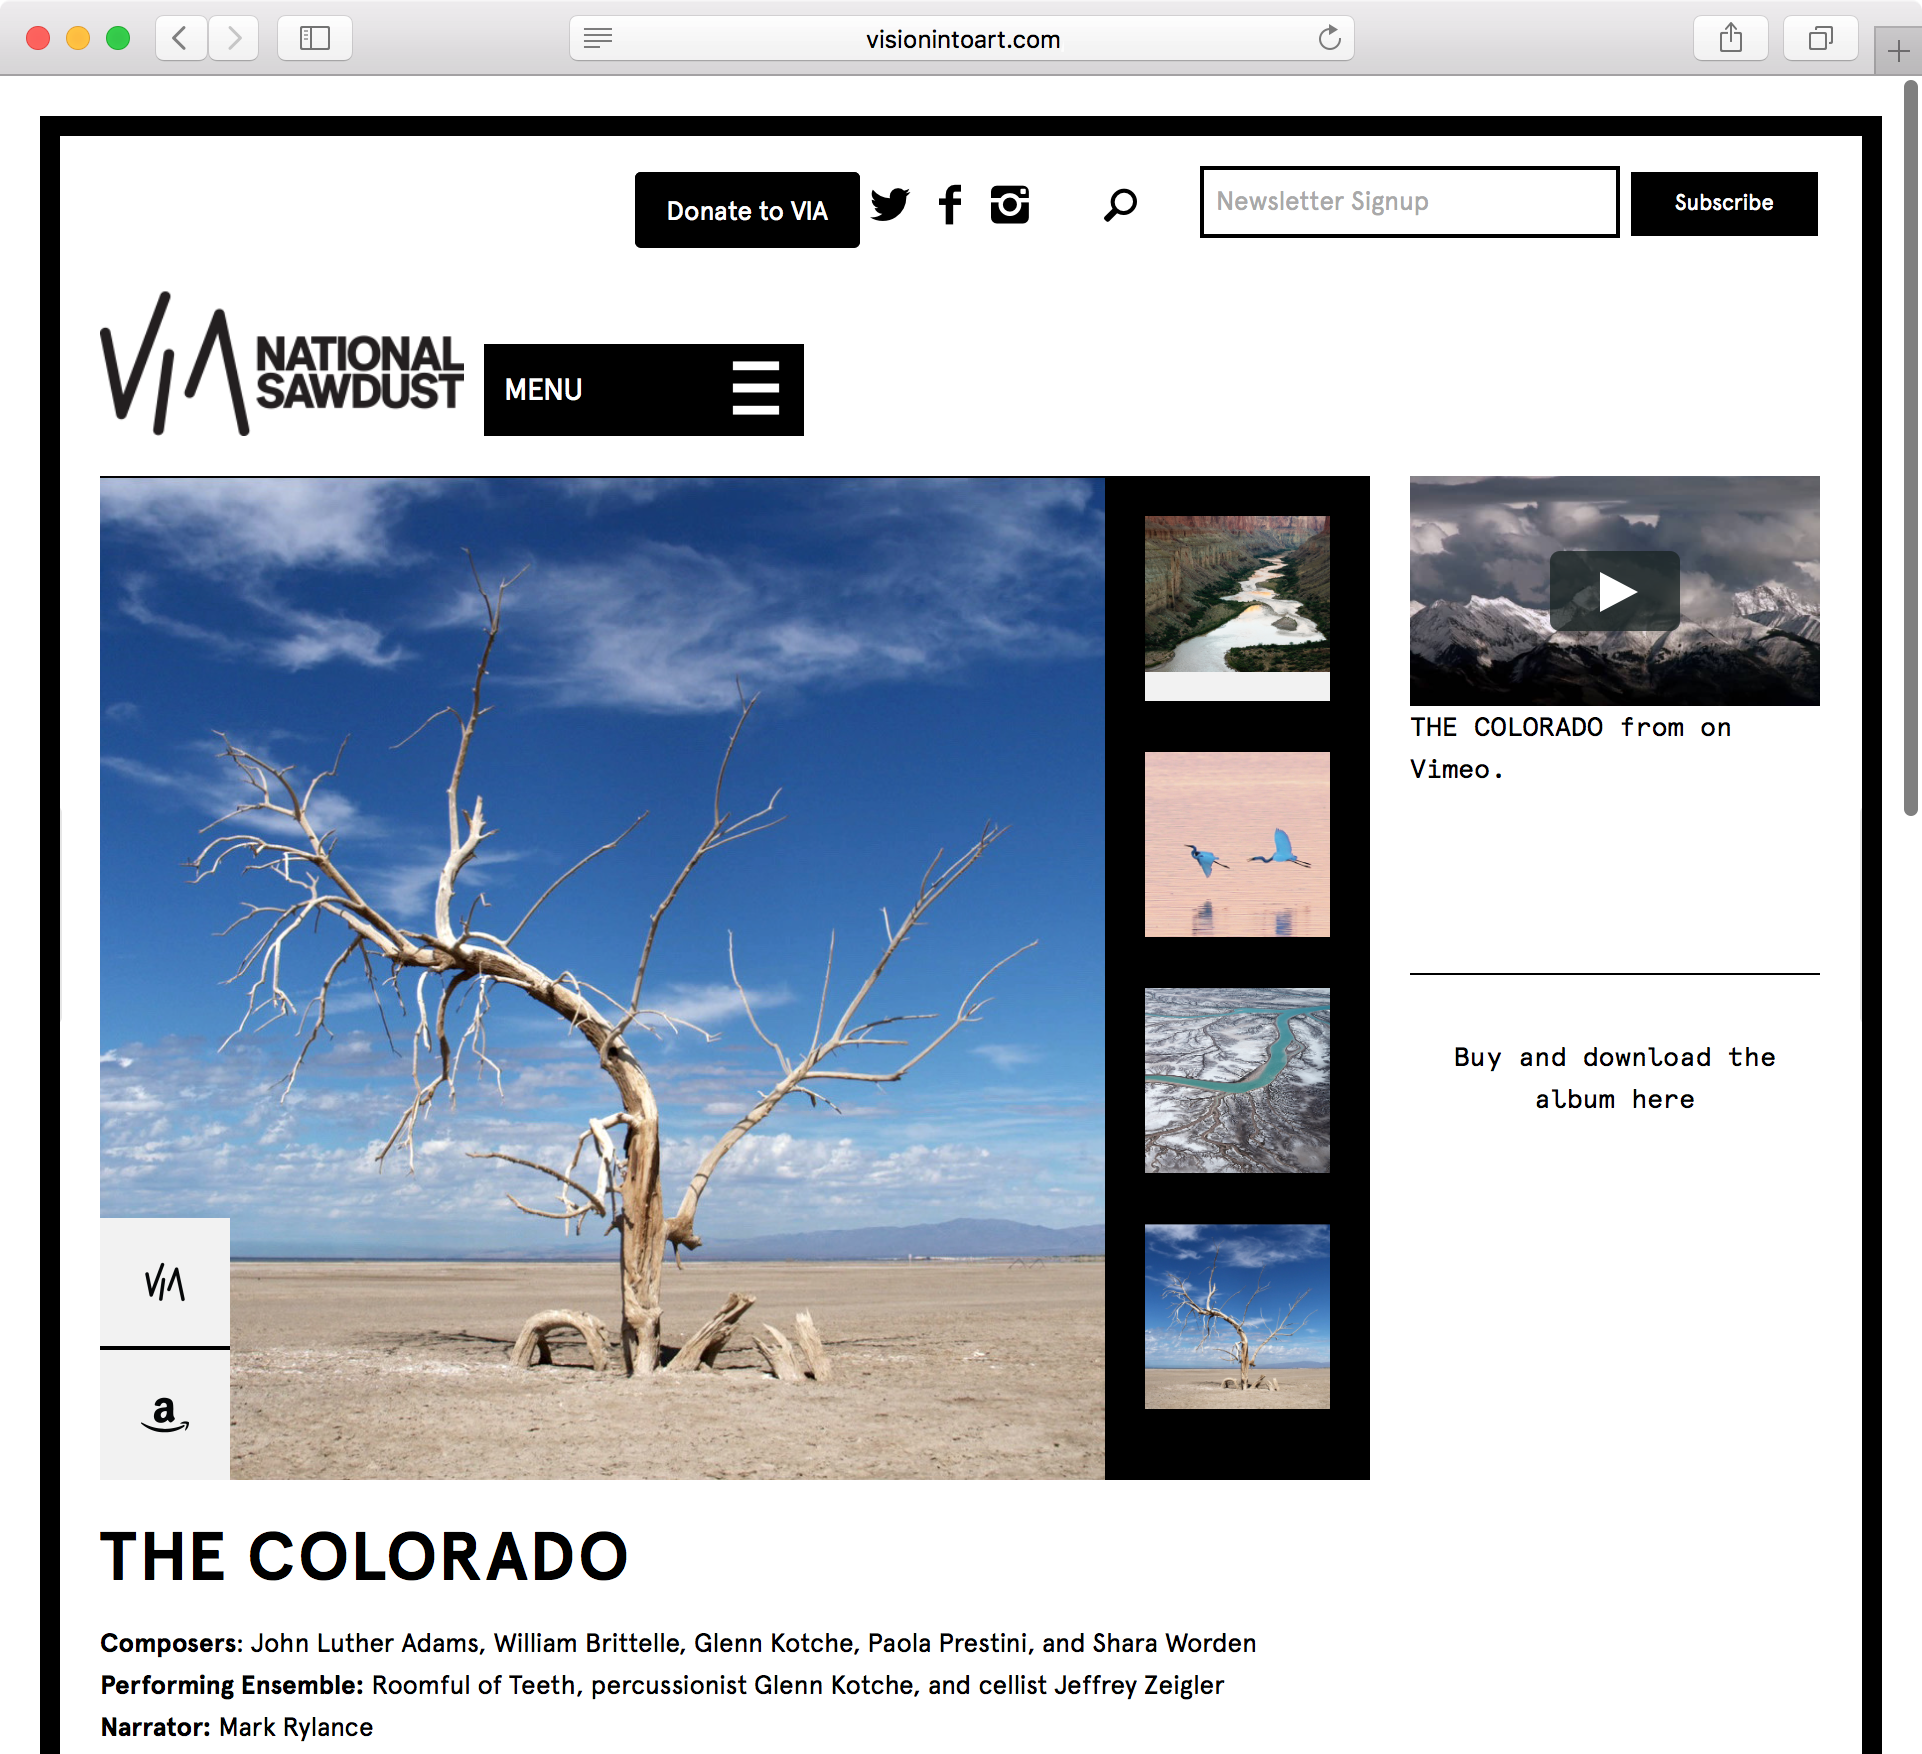 visionintoart.com
Donate to VIA
Newsletter Signup
Subscribe
VIA NATIONAL
SAWDUST
MENU
THE COLORADO from on
Vimeo.
Buy and download the
album here
VIA
a
THE COLORADO
Composers: John Luther Adams, William Brittelle, Glenn Kotche, Paola Prestini, and Shara Worden
Performing Ensemble: Roomful of Teeth, percussionist Glenn Kotche, and cellist Jeffrey Zeigler
Narrator: Mark Rylance